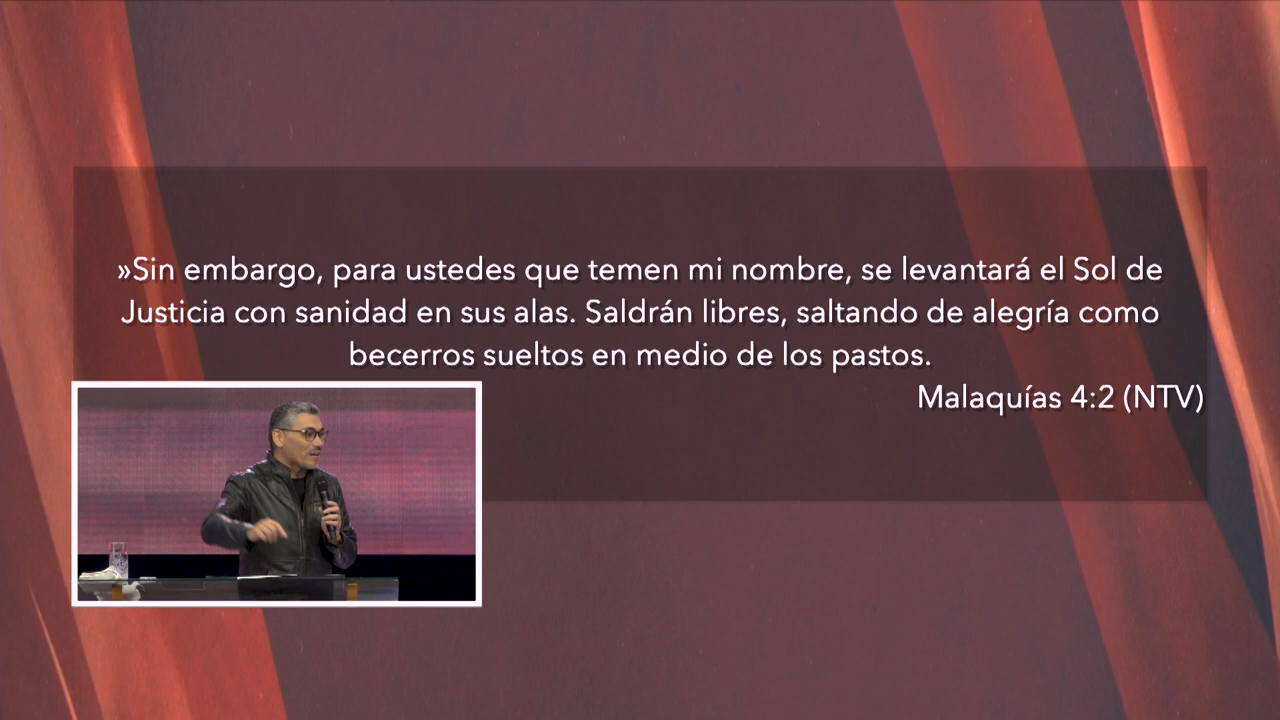 »Sin embargo, para ustedes que temen mi nombre, se levantará el Sol de
Justicia con sanidad en sus alas. Saldrán libres, saltando de alegría como
becerros sueltos en medio de los pastos.
Malaquías 4:2 (NTV)